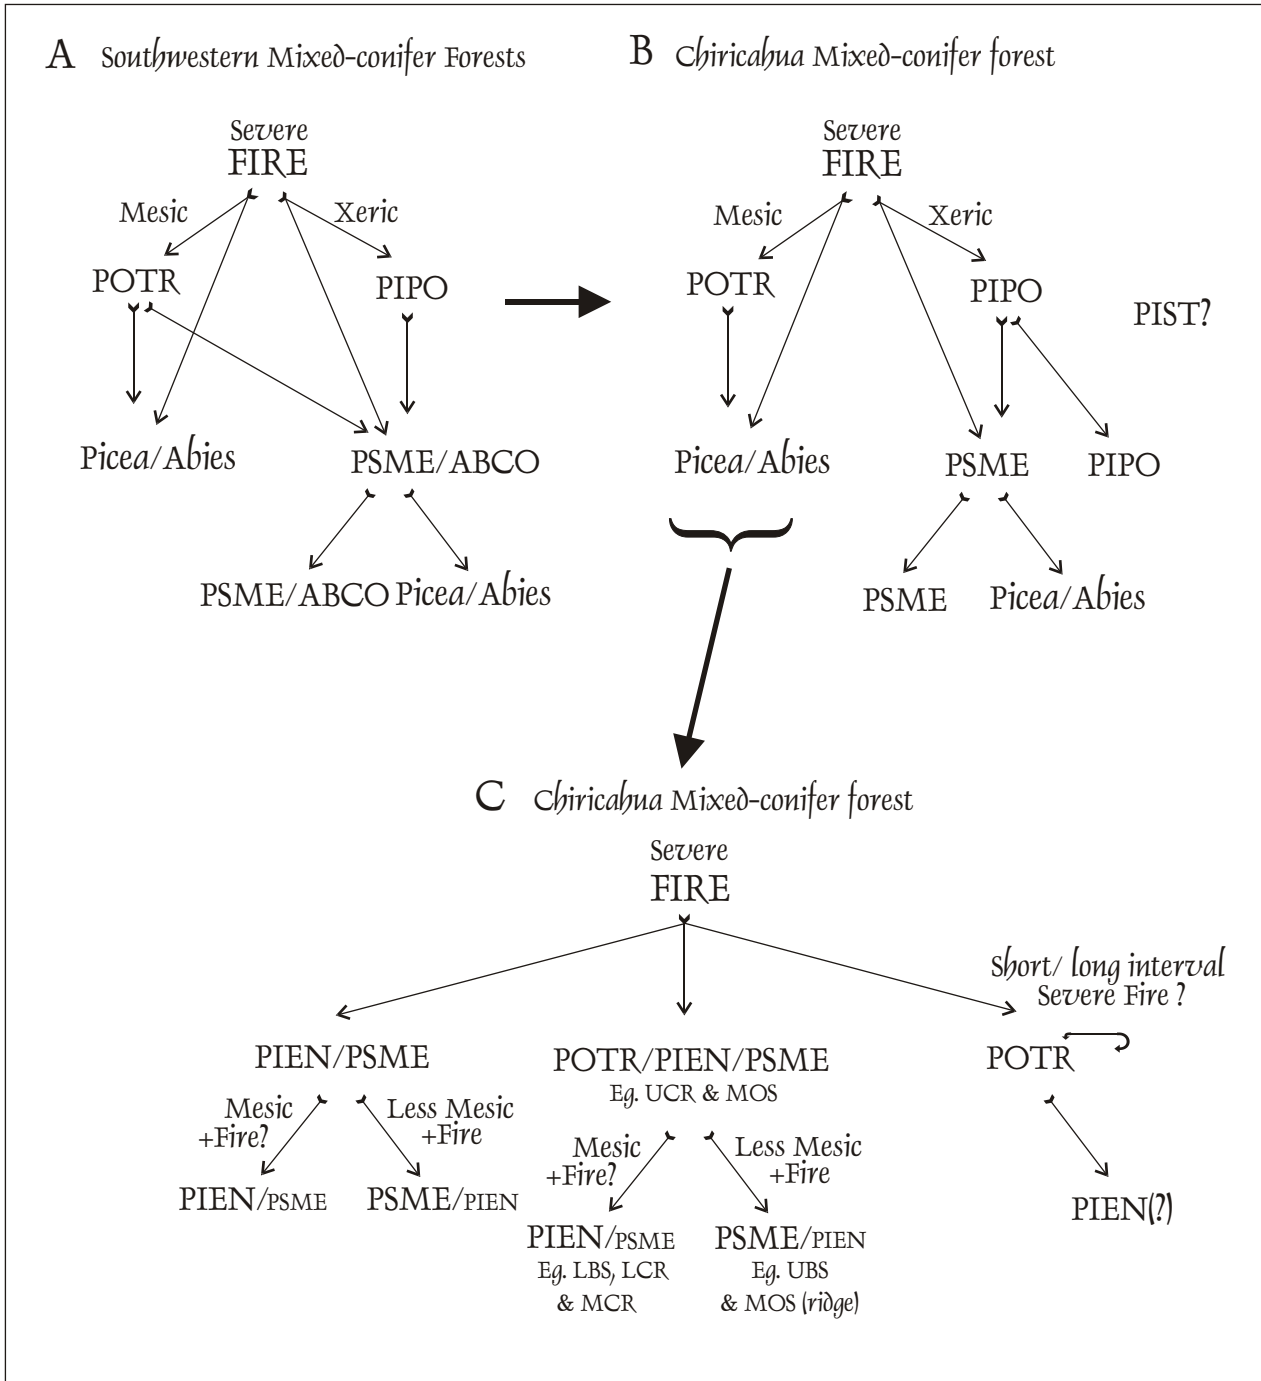 A Southwestern Mixed-conifer Forests
Severe
FIRE
Mesic
Xeric
POTR
PIPO
Picea/Abies
PSME/ABCO
PSME/ABCO
Picea/Abies
B Chiricahua Mixed-conifer forest
Severe
FIRE
Mesic
Xeric
POTR
PIPO
PIST?
Picea/Abies
PSME
PIPO
PSME
Picea/Abies
C Chiricahua Mixed-conifer forest
Severe
FIRE
Short/ long interval
Severe Fire ?
PIEN/PSME
POTR/PIEN/PSME
Eg. UCR & MOS
POTR
Mesic
+Fire?
Less Mesic
+Fire
PIEN/PSME
PSME/PIEN
Mesic
+Fire?
Less Mesic
+Fire
PIEN/PSME
Eg. LBS, LCR
& MCR
PSME/PIEN
Eg. UBS
& MOS (ridge)
PIEN(?)